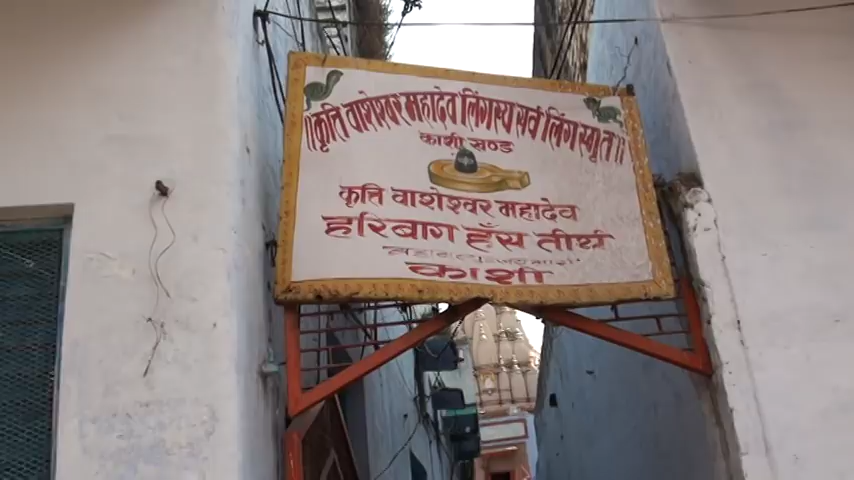 ॥कृत्ति वाशेश्वर महादेव लिंगस्य सर्व लिंग स्मृत॥
काशी खण्ड
कृत्ति वाशेश्वर महादेव
हरिबाग हँस तीर्थ
काशी